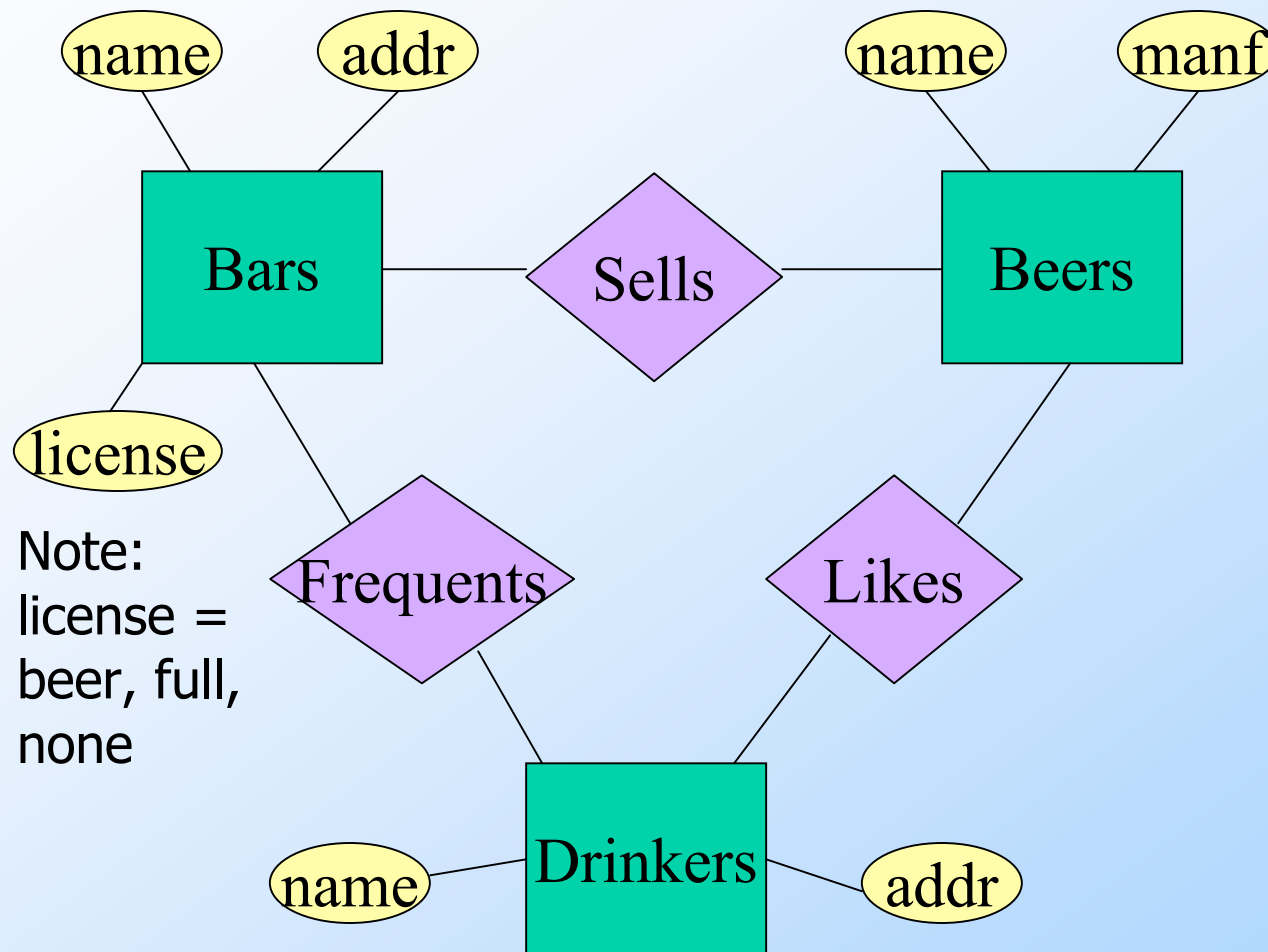 name
addr
name
manf
Bars
Sells
Beers
license
Note:
license =
beer, full,
none
Frequents
Likes
Drinkers
name
addr